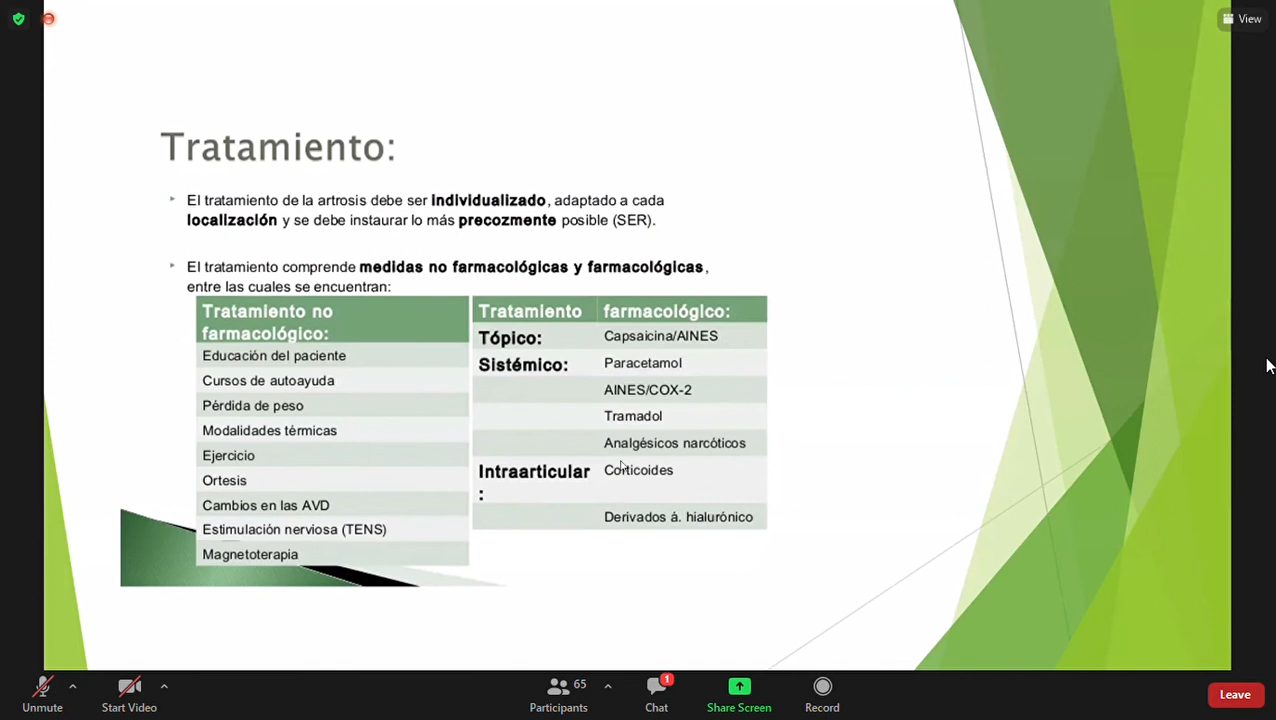 View
Tratamiento:
El tratamiento de la artrosis debe ser individualizado, adaptado a cada
localización y se debe instaurar lo más precozmente posible (SER).
El tratamiento comprende medidas no farmacológicas y farmacológicas,
entre las cuales se encuentran:
Tratamiento no
farmacológico:
Educación del paciente
Cursos de autoayuda
Pérdida de peso
Modalidades térmicas
Ejercicio
Ortesis
Cambios en las AVD
Estimulación nerviosa (TENS)
Magnetoterapia
Tratamiento farmacológico:
Tópico: Capsaicina/AINES
Sistémico: Paracetamol
AINES/COX-2
Tramadol
Analgésicos narcóticos
Intraarticular Corticoides
:
Derivados á. hialurónico
65
1
Unmute
Start Video
Participants
Chat
Share Screen
Record
Leave